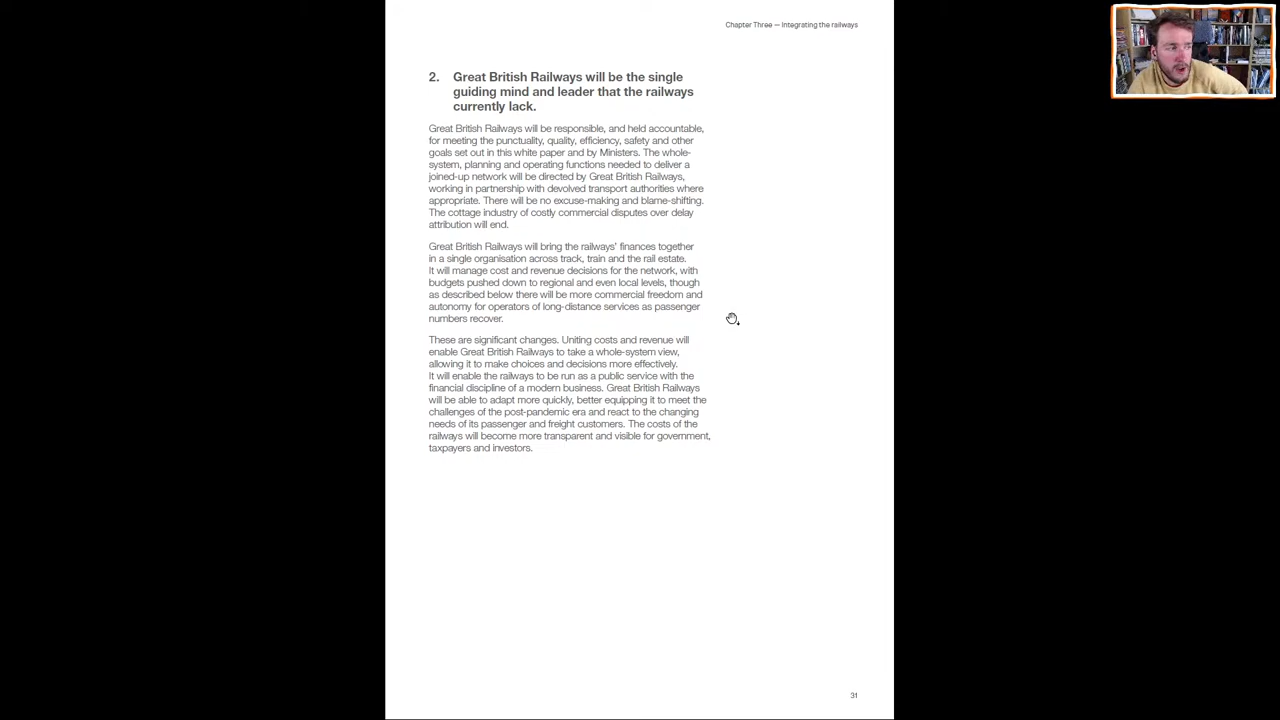 Chapter Three — Integrating the railways
2. Great British Railways will be the single
guiding mind and leader that the railways
currently lack.
Great British Railways will be responsible, and held accountable,
for meeting the punctuality, quality, efficiency, safety and other
goals set out in this white paper and by Ministers. The whole-
system, planning and operating functions needed to deliver a
joined-up network will be directed by Great British Railways,
working in partnership with devolved transport authorities where
appropriate. There will be no excuse-making and blame-shifting.
The cottage industry of costly commercial disputes over delay
attribution will end.
Great British Railways will bring the railways' finances together
in a single organisation across track, train and the rail estate.
It will manage cost and revenue decisions for the network, with
budgets pushed down to regional and even local levels, though
as described below there will be more commercial freedom and
autonomy for operators of long-distance services as passenger
numbers recover.
These are significant changes. Uniting costs and revenue will
enable Great British Railways to take a whole-system view,
allowing it to make choices and decisions more effectively.
It will enable the railways to be run as a public service with the
financial discipline of a modern business. Great British Railways
will be able to adapt more quickly, better equipping it to meet the
challenges of the post-pandemic era and react to the changing
needs of its passenger and freight customers. The costs of the
railways will become more transparent and visible for government,
taxpayers and investors.
31